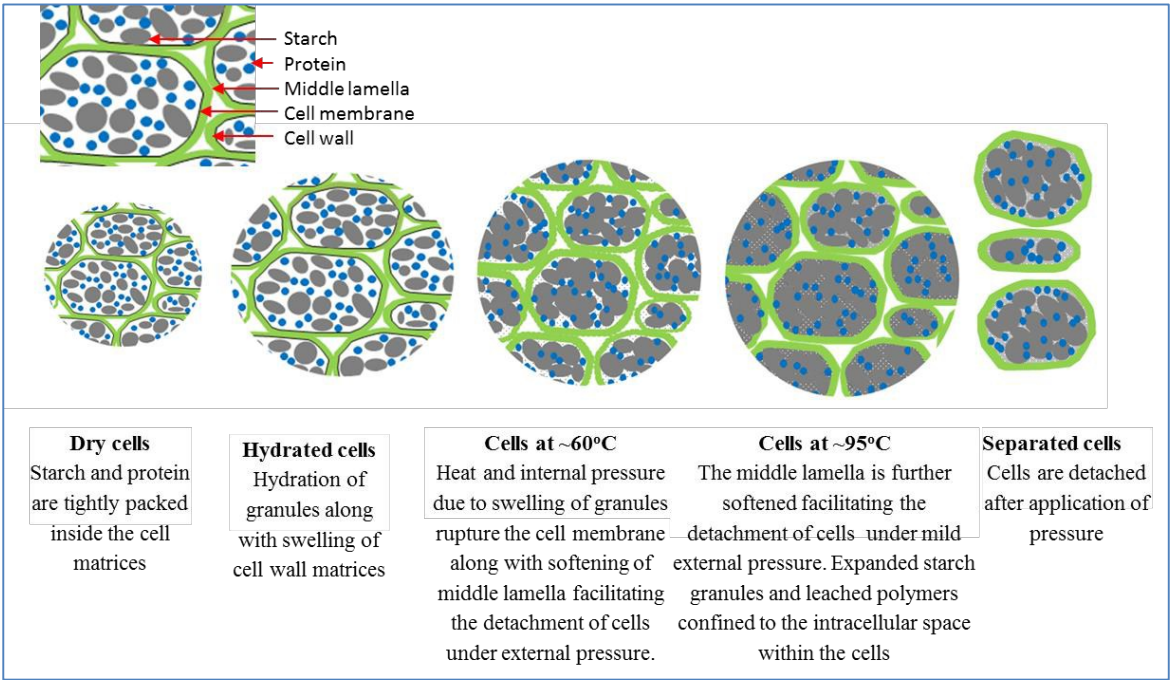 Starch
Protein
Middle lamella
Cell membrane
Cell wall
Dry cells
Starch and protein
are tightly packed
inside the cell
matrices
Hydrated cells
Hydration of
granules along
with swelling of
cell wall matrices
Cells at ~60°C
Heat and internal pressure
due to swelling of granules
rupture the cell membrane
along with softening of
middle lamella facilitating
the detachment of cells
under external pressure.
Cells at ~95°C
The middle lamella is further
softened facilitating the
detachment of cells under mild
external pressure. Expanded starch
granules and leached polymers
confined to the intracellular space
within the cells
Separated cells
Cells are detached
after application of
pressure